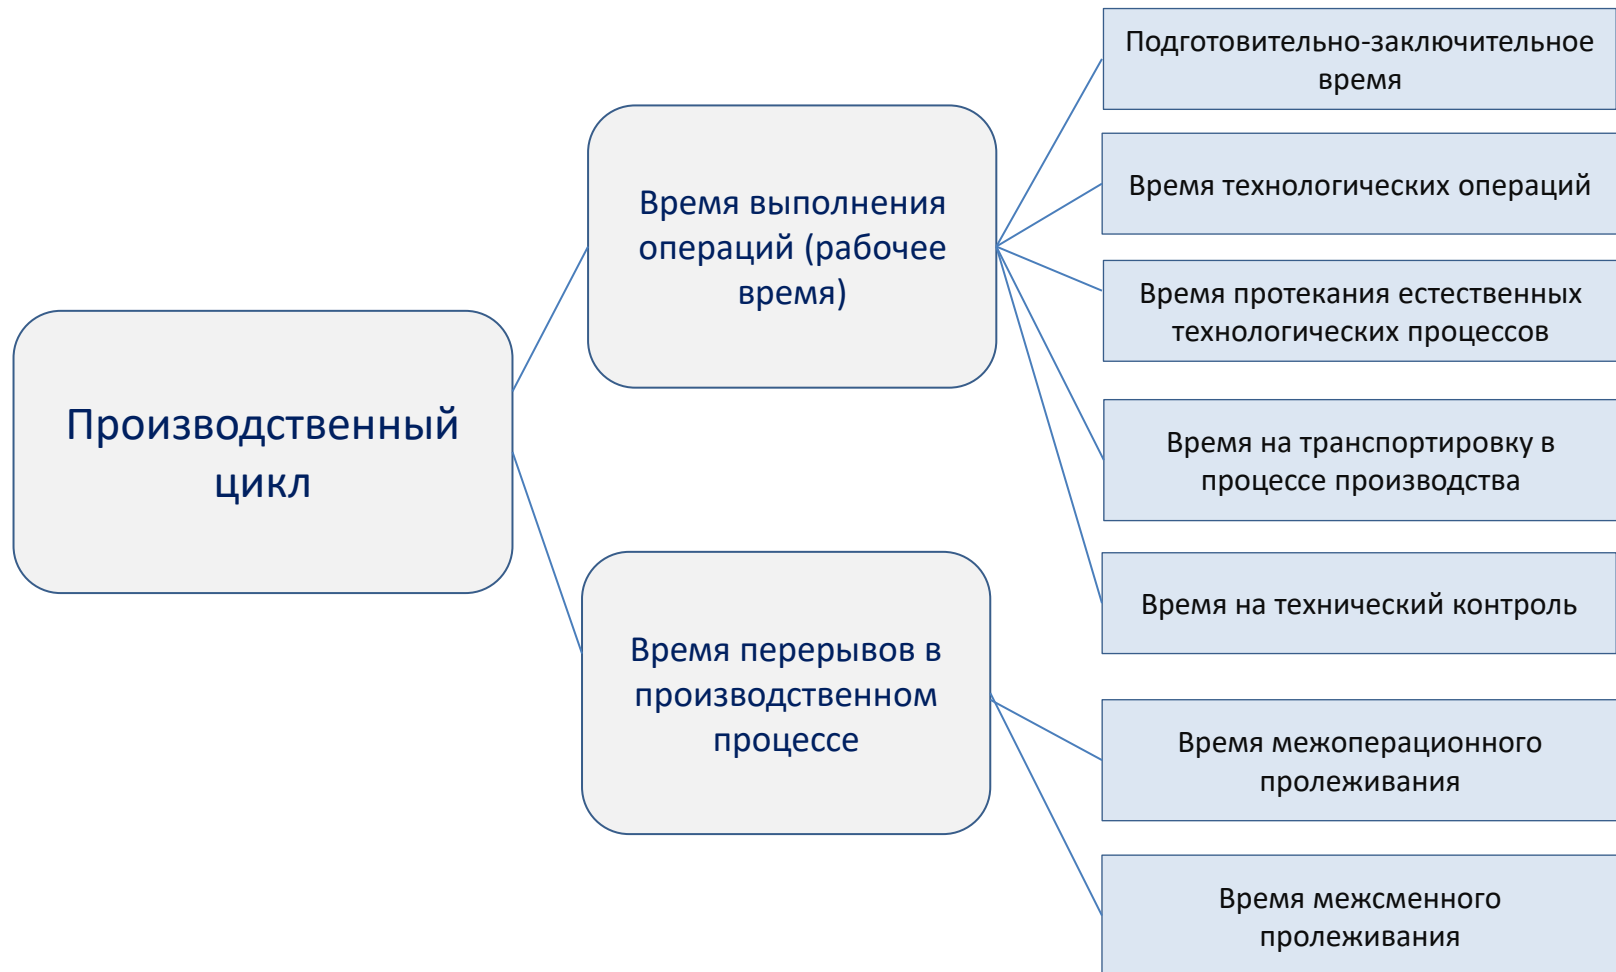 Производственный
цикл
Время выполнения
операций (рабочее
время)
Время перерывов в
производственном
процессе
Подготовительно-заключительное
время
Время технологических операций
Время протекания естественных
технологических процессов
Время на транспортировку в
процессе производства
Время на технический контроль
Время межоперационного
пролеживания
Время межсменного
пролеживания